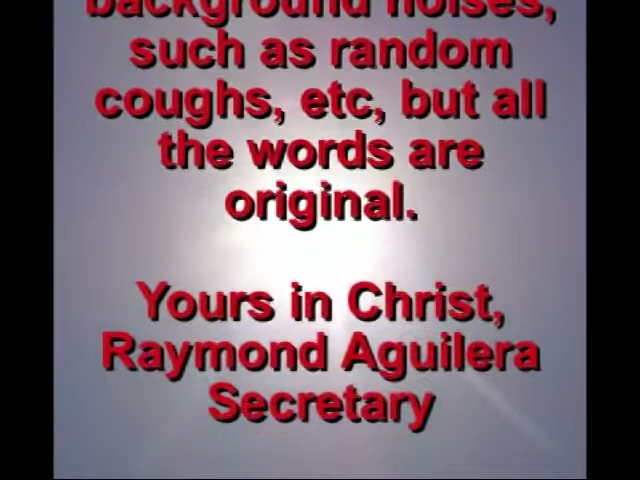 background noises,
such as random
coughs, etc, but all
the words are
original.
Yours in Christ,
Raymond Aguilera
Secretary